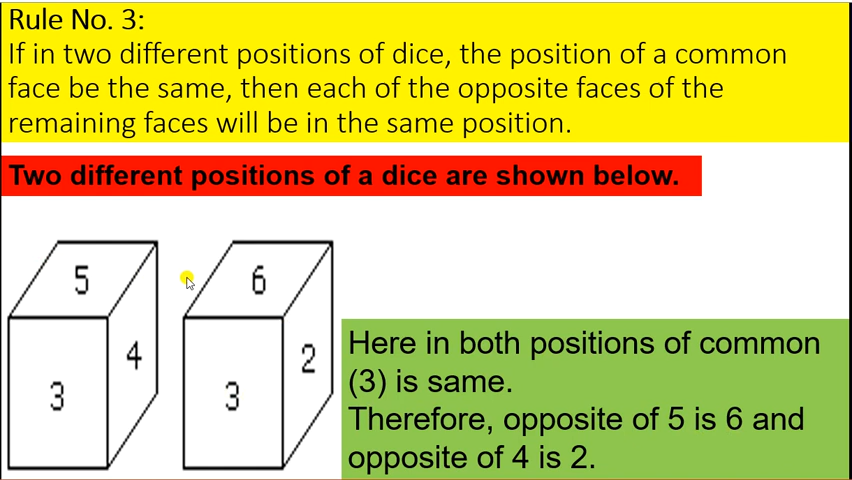 Rule No. 3:
If in two different positions of dice, the position of a common
face be the same, then each of the opposite faces of the
remaining faces will be in the same position.
Two different positions of a dice are shown below.
5
4
3
6
2
3
Here in both positions of common
(3) is same.
Therefore, opposite of 5 is 6 and
opposite of 4 is 2.